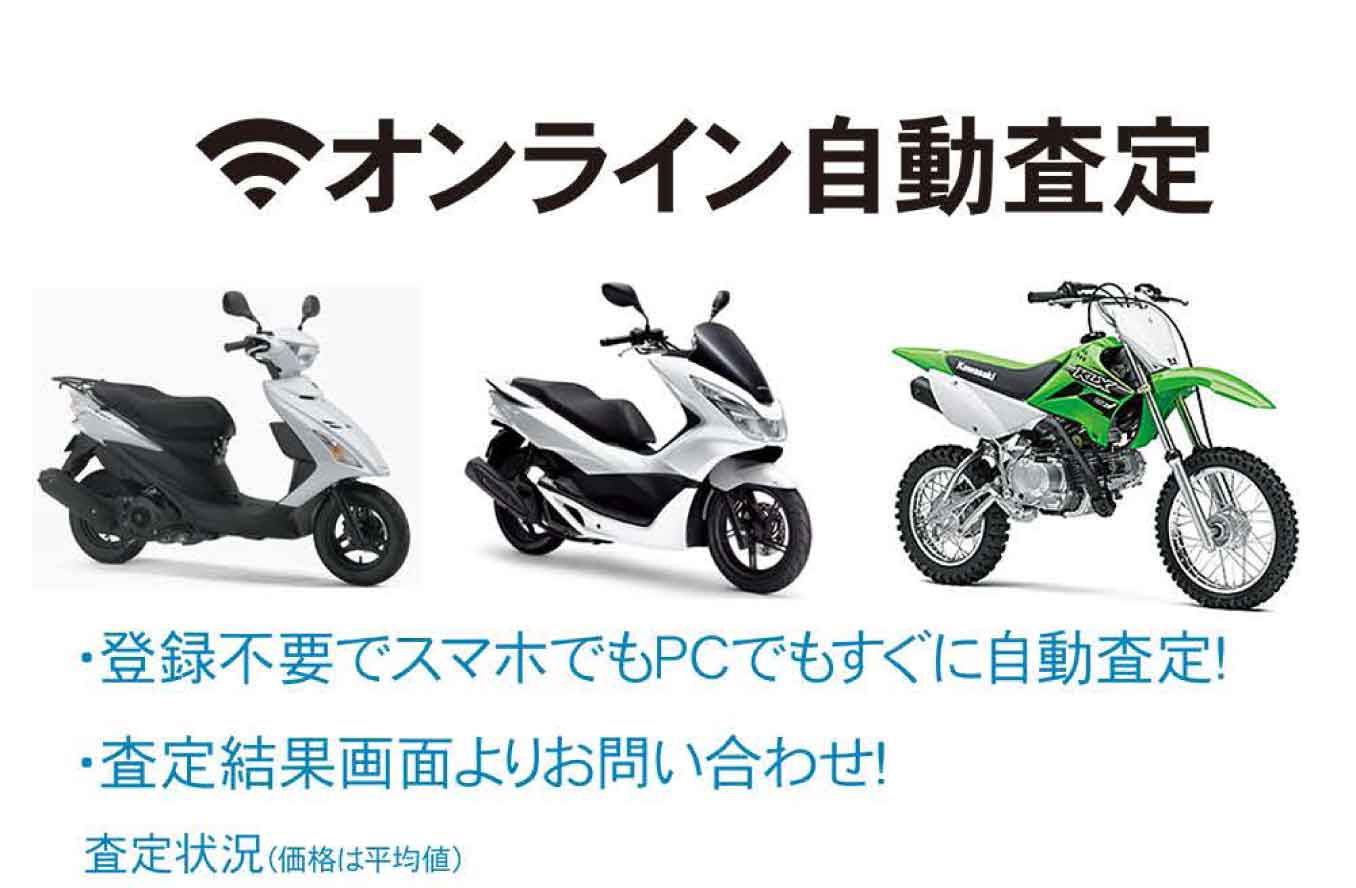 オンライン自動査定
Kawasaki
KLX
・登録不要でスマホでもPCでもすぐに自動査定!
・査定結果画面よりお問い合わせ!
査定状況(価格は平均値)